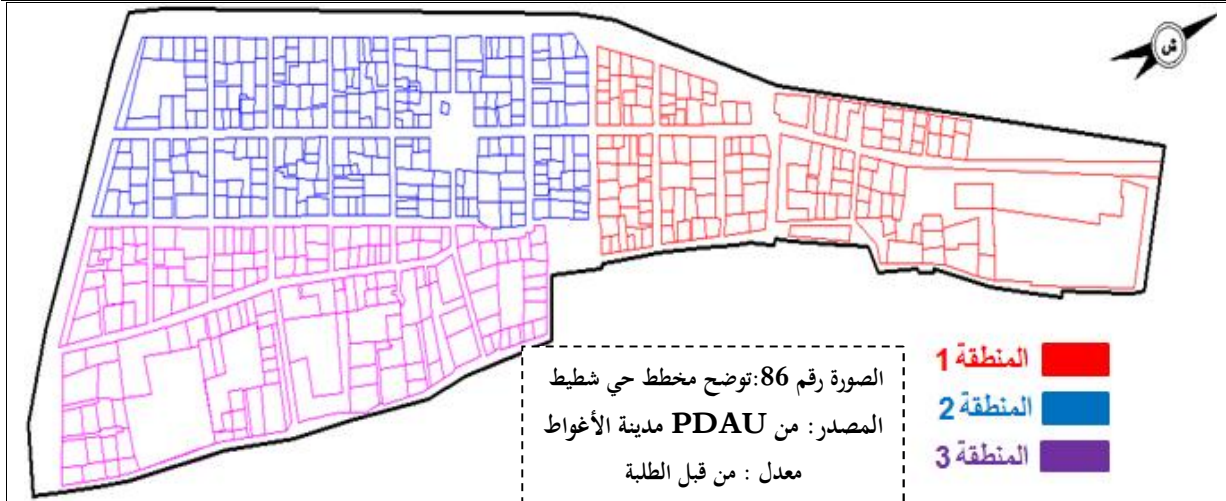 ش
الصورة رقم 86:توضح مخطط حي شطيط
المصدر: من PDAU مدينة الأغواط
معدل : من قبل الطلبة
المنطقة 1
المنطقة 2
المنطقة 3